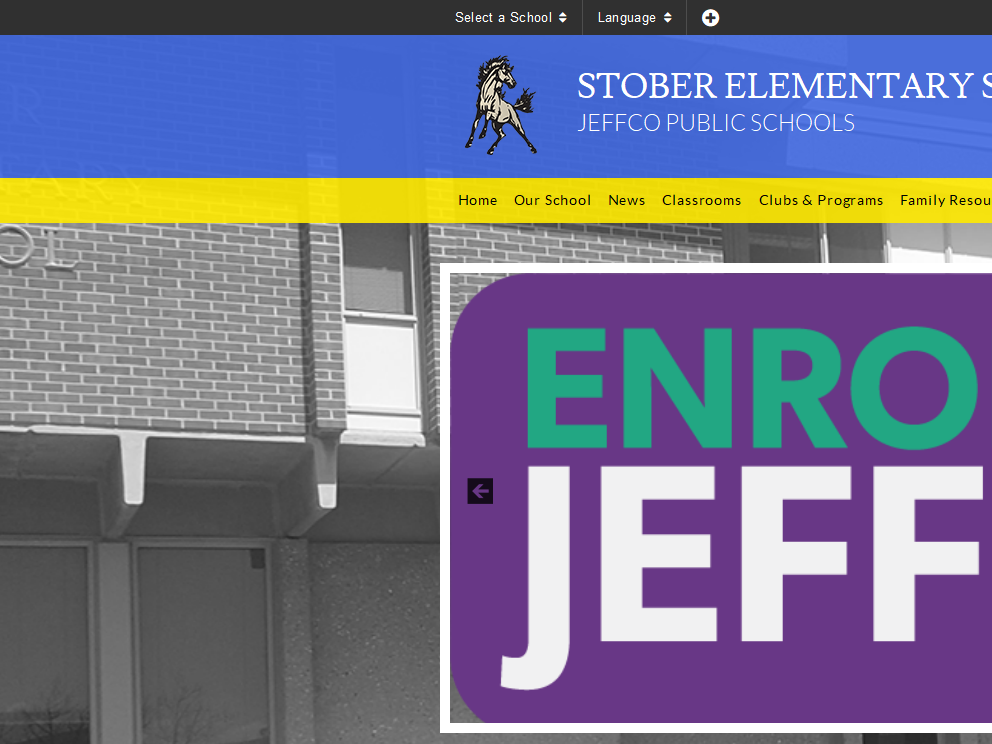 Select a School Language
STOBER ELEMENTARY S
JEFFCO PUBLIC SCHOOLS
Home Our School News Classrooms Clubs & Programs Family Resou
ENRO
JEFF